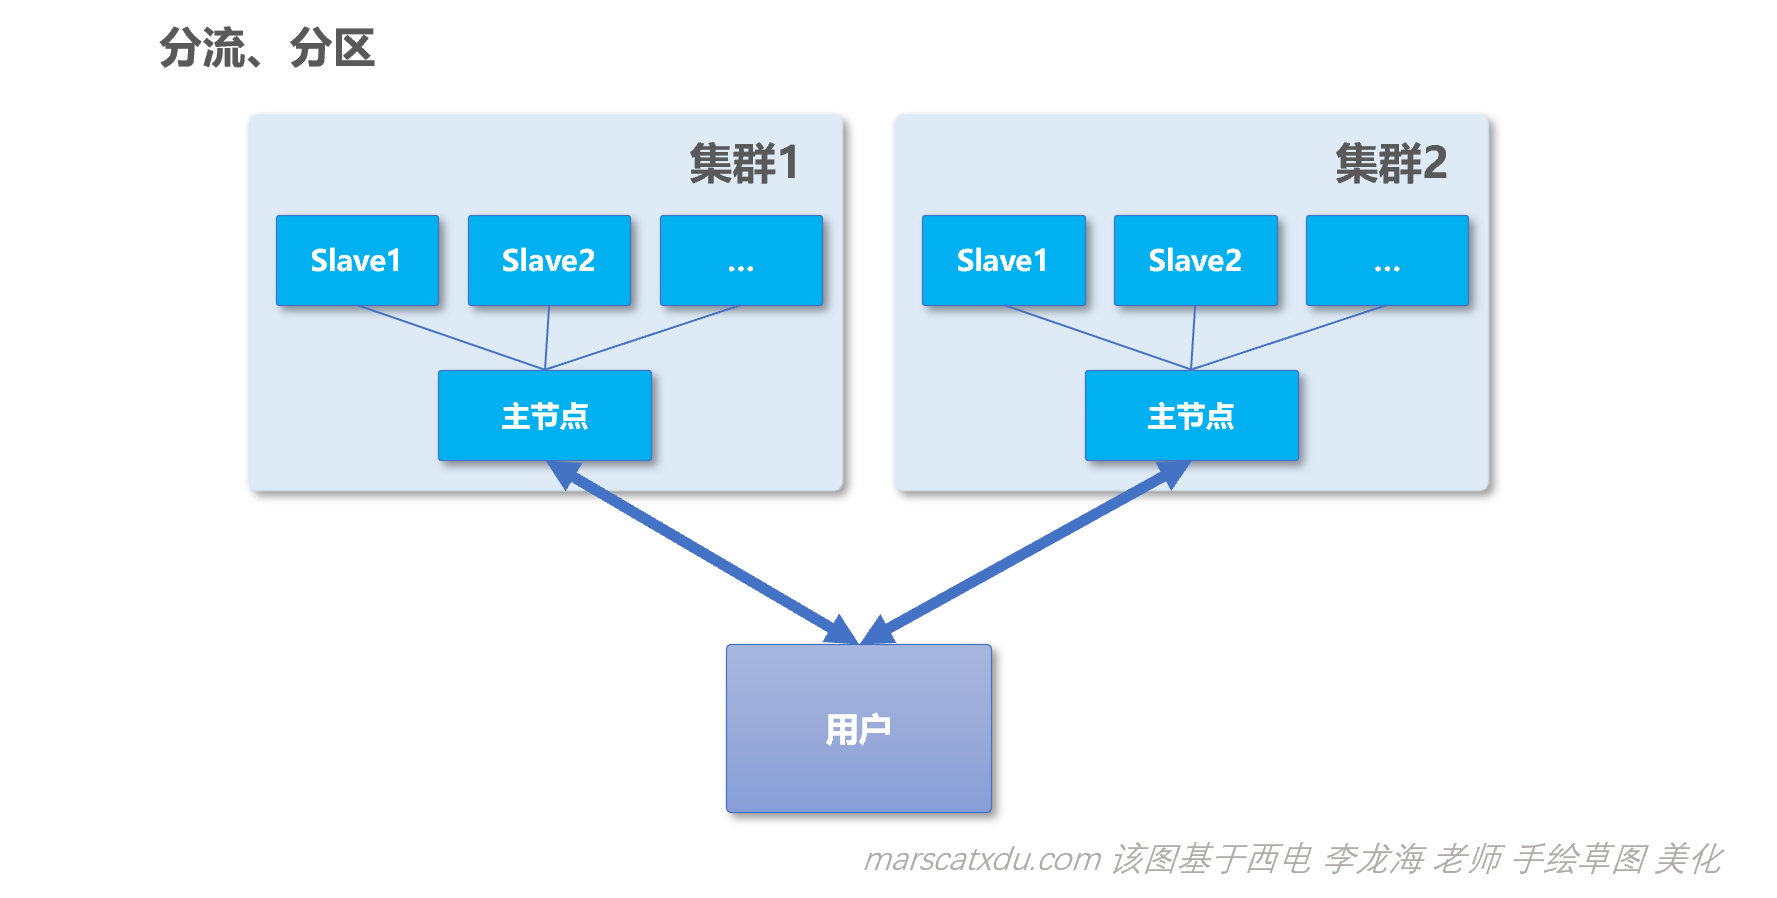 分流、分区
集群1
集群2
Slave1
Slave2
...
Slave1
Slave2
...
主节点
主节点
用户
marscatxdu.com 该图基于西电 李龙海 老师 手绘草图 美化